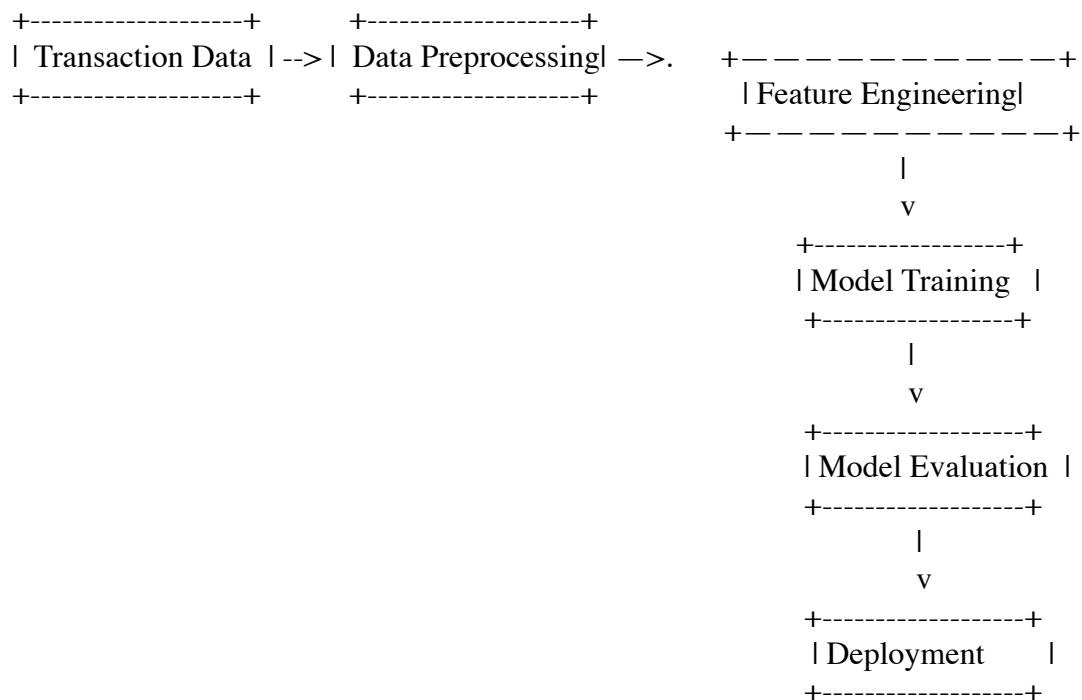 +--------------------+ +--------------------+
| Transaction Data | --> | Data Preprocessing| —>. +——————————+
+--------------------+ +--------------------+ | Feature Engineering|
+——————————+
|
v
+------------------+
| Model Training |
+------------------+
|
v
+-------------------+
| Model Evaluation |
+-------------------+
|
v
+-------------------+
| Deployment |
+-------------------+